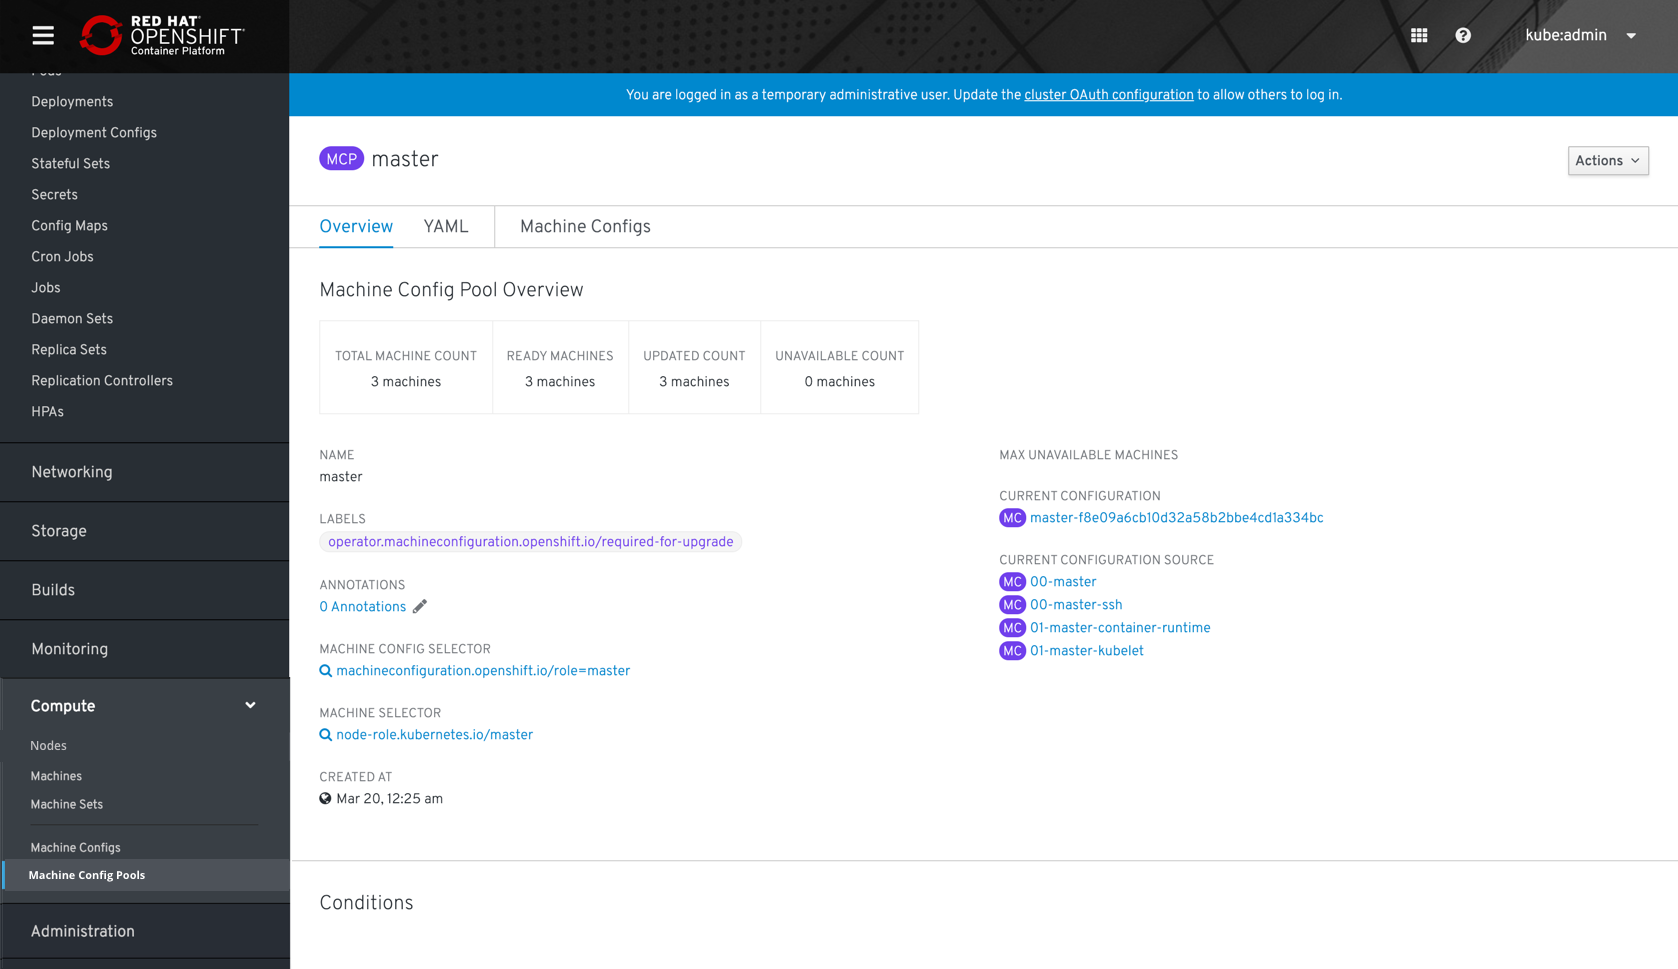 RED HAT®
OPENSHIFT®
Container Platform
kube:admin
Pods
Deployments
Deployment Configs
Stateful Sets
Secrets
Config Maps
Cron Jobs
Jobs
Daemon Sets
Replica Sets
Replication Controllers
HPAs
Networking
Storage
Builds
Monitoring
Compute
Nodes
Machines
Machine Sets
Machine Configs
Machine Config Pools
Administration
You are logged in as a temporary administrative user. Update the cluster OAuth configuration to allow others to log in.
MCP master
Actions
Overview YAML Machine Configs
Machine Config Pool Overview
TOTAL MACHINE COUNT
3 machines
READY MACHINES
3 machines
UPDATED COUNT
3 machines
UNAVAILABLE COUNT
0 machines
NAME
master
LABELS
operator.machineconfiguration.openshift.io/required-for-upgrade
ANNOTATIONS
0 Annotations
MACHINE CONFIG SELECTOR
machineconfiguration.openshift.io/role=master
MACHINE SELECTOR
node-role.kubernetes.io/master
CREATED AT
Mar 20, 12:25 am
MAX UNAVAILABLE MACHINES
CURRENT CONFIGURATION
MC master-f8e09a6cb10d32a58b2bbe4cd1a334bc
CURRENT CONFIGURATION SOURCE
MC 00-master
MC 00-master-ssh
MC 01-master-container-runtime
MC 01-master-kubelet
Conditions